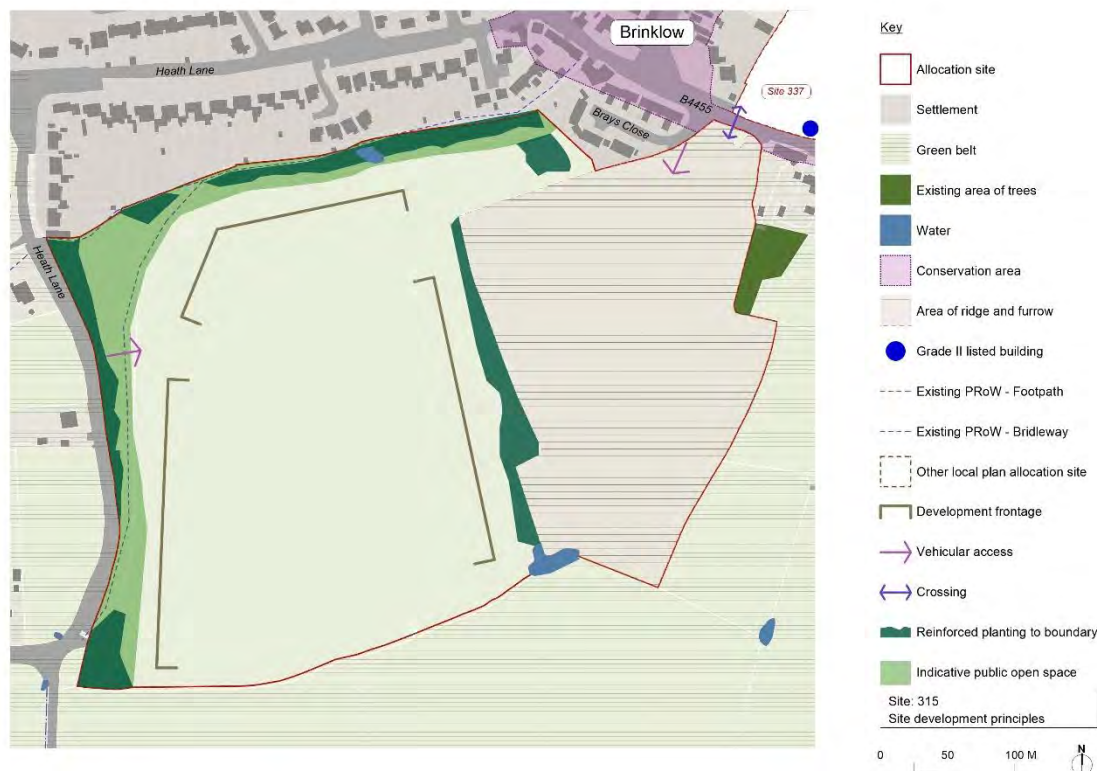 Brinklow
Heath Lane
B4455
Site 337
Brays Close
Heath Lane
Key
Allocation site
Settlement
Green belt
Existing area of trees
Water
Conservation area
Area of ridge and furrow
Grade II listed building
Existing PRoW - Footpath
Existing PRoW - Bridleway
Other local plan allocation site
Development frontage
Vehicular access
Crossing
Reinforced planting to boundary
Indicative public open space
Site: 315
Site development principles
0 50 100 M
N